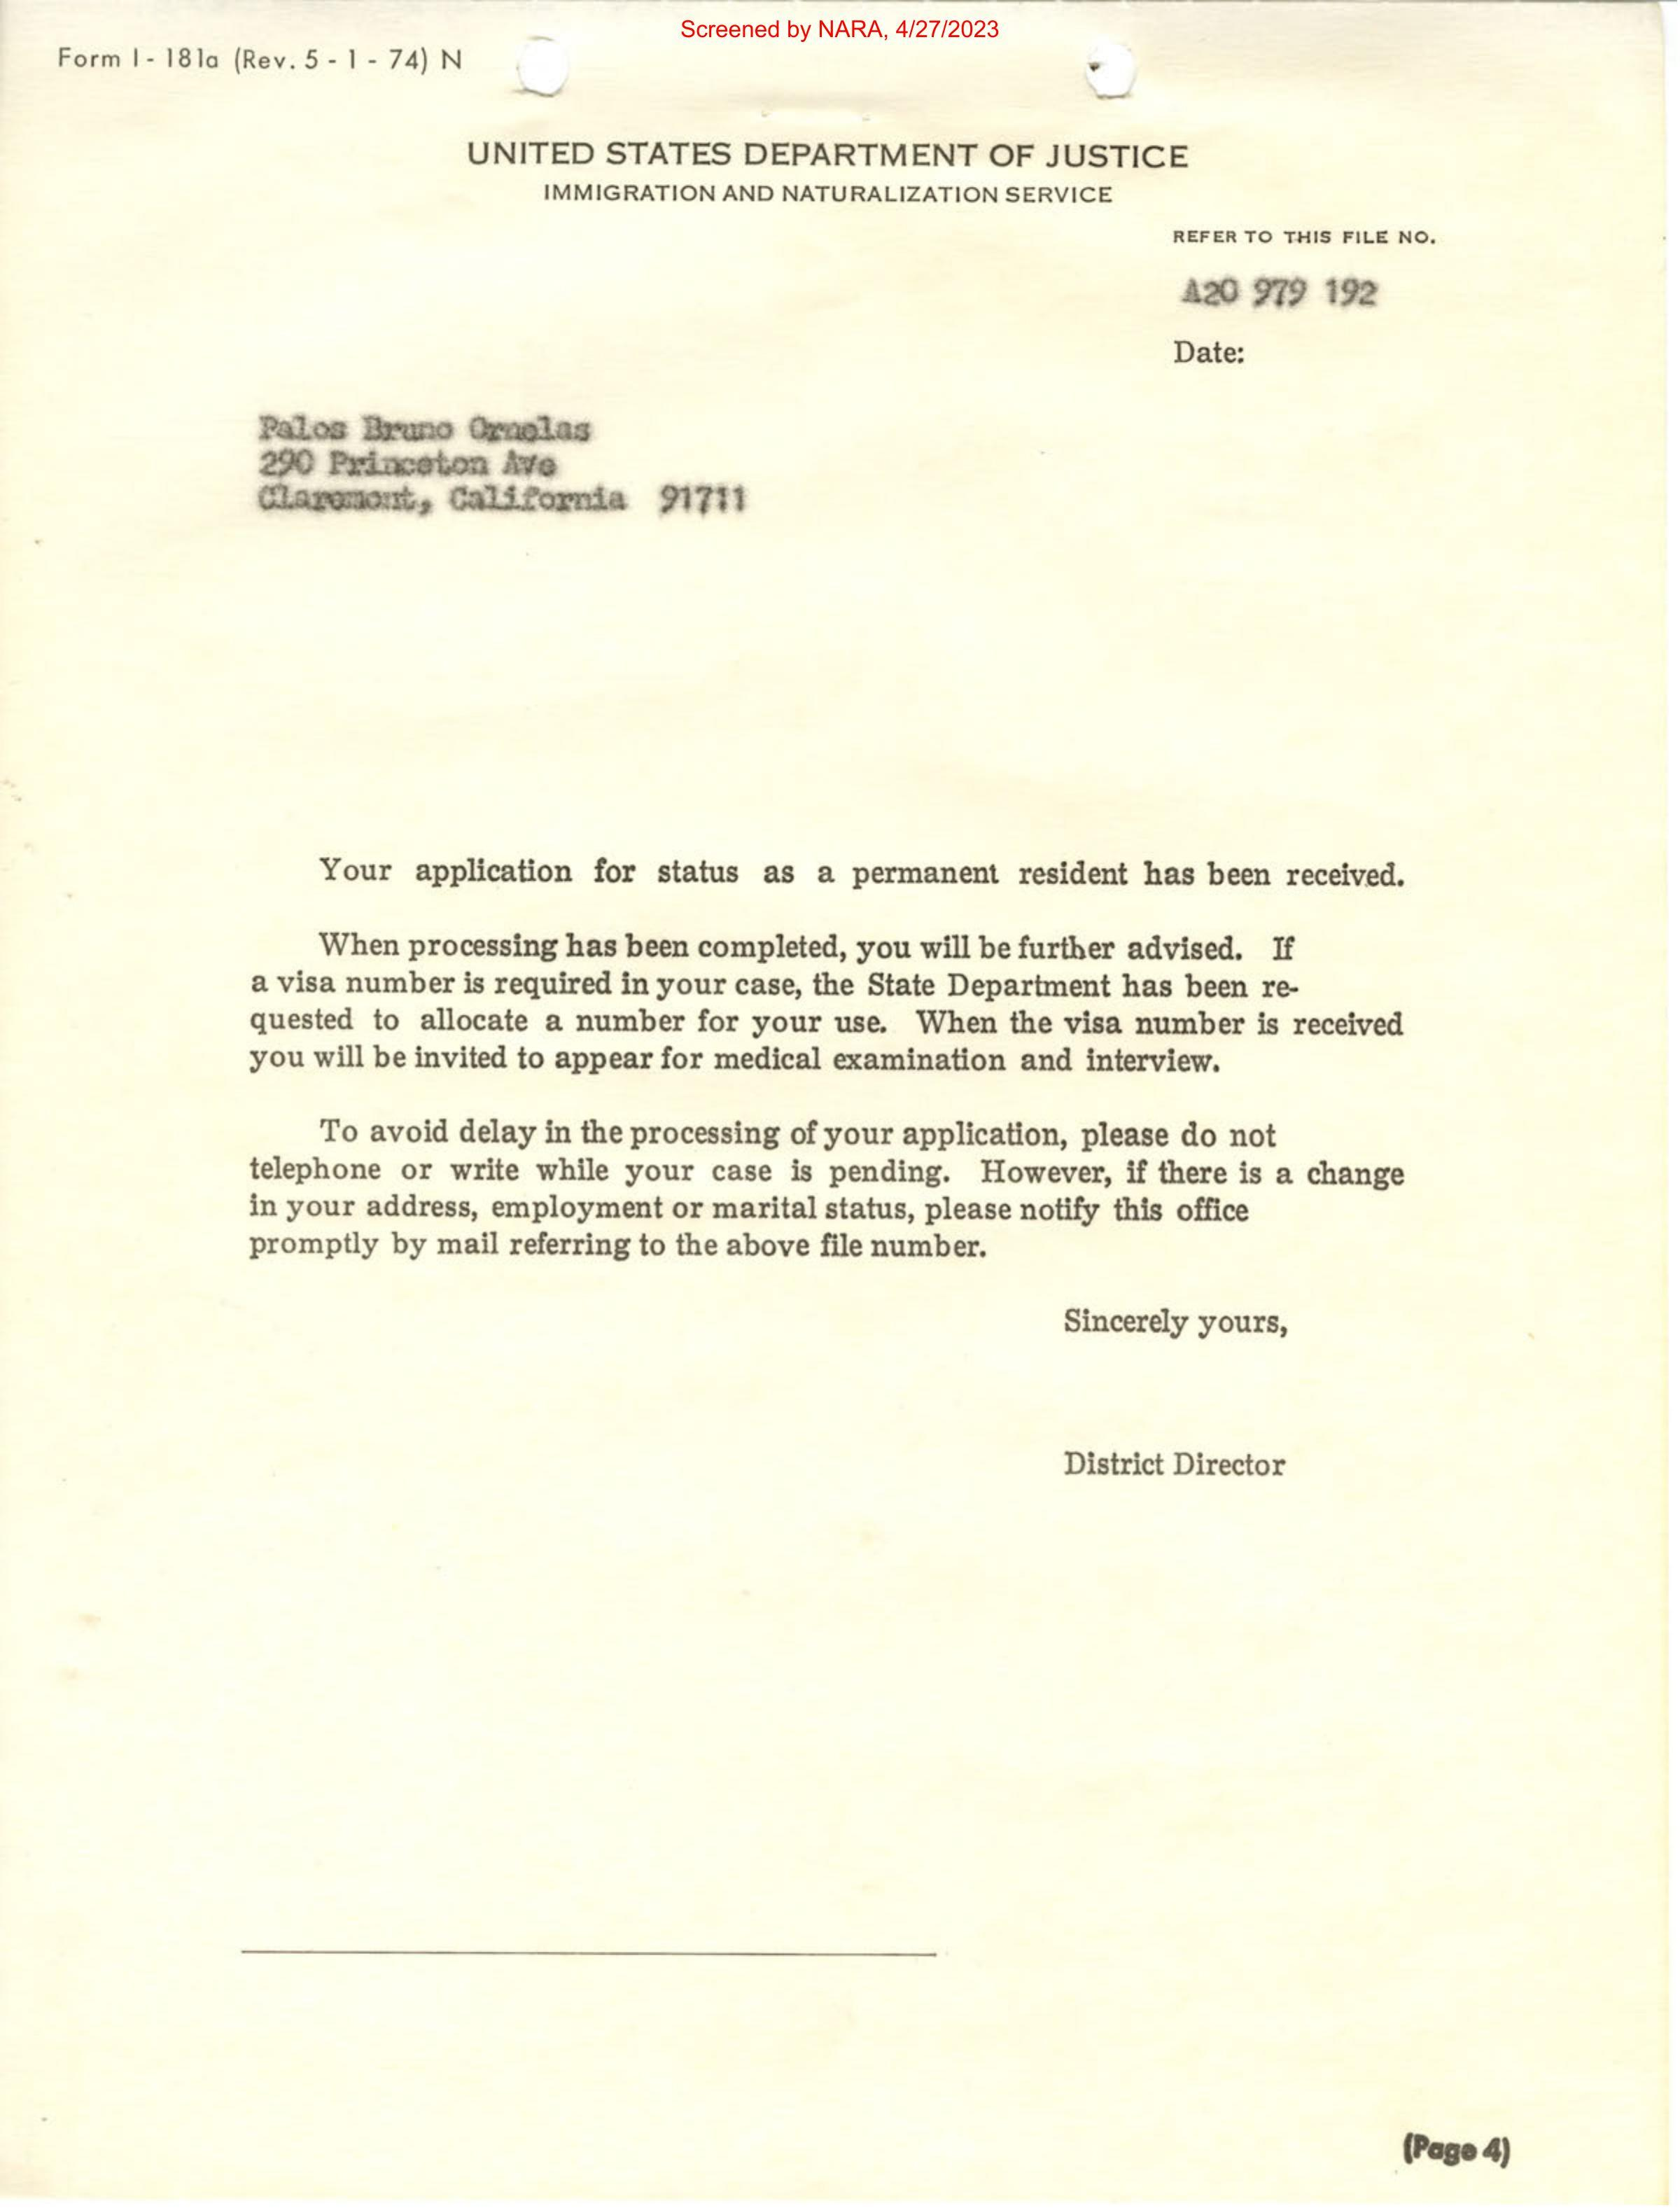 Screened by NARA, 4/27/2023
Form I - 181a (Rev. 5 - 1 - 74) N
UNITED STATES DEPARTMENT OF JUSTICE
IMMIGRATION AND NATURALIZATION SERVICE
REFER TO THIS FILE NO.
A20 979 192
Date:
Palos Bruno Ornelas
290 Princeton Ave
Claremont, California 91711
Your application for status as a permanent resident has been received.
When processing has been completed, you will be further advised. If
a visa number is required in your case, the State Department has been re-
quested to allocate a number for your use. When the visa number is received
you will be invited to appear for medical examination and interview.
To avoid delay in the processing of your application, please do not
telephone or write while your case is pending. However, if there is a change
in your address, employment or marital status, please notify this office
promptly by mail referring to the above file number.
Sincerely yours,
District Director
(Page 4)